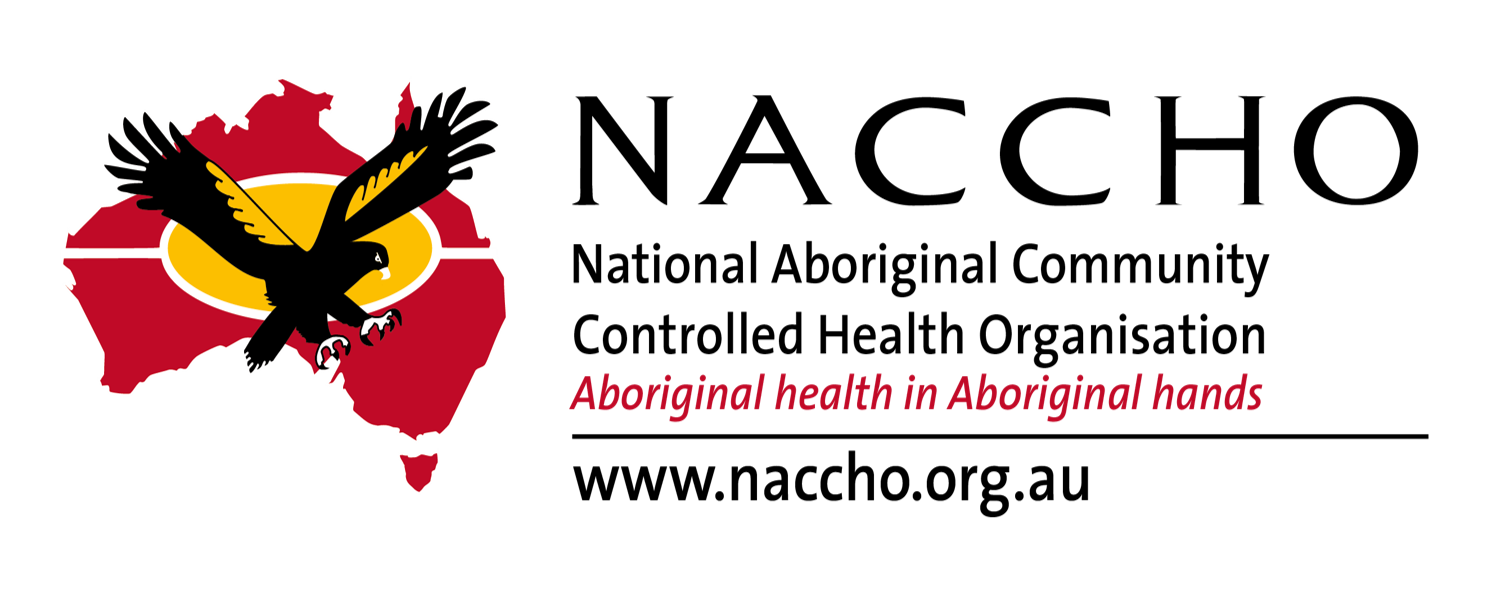 NACCHO
National Aboriginal Community
Controlled Health Organisation
Aboriginal health in Aboriginal hands
www.naccho.org.au